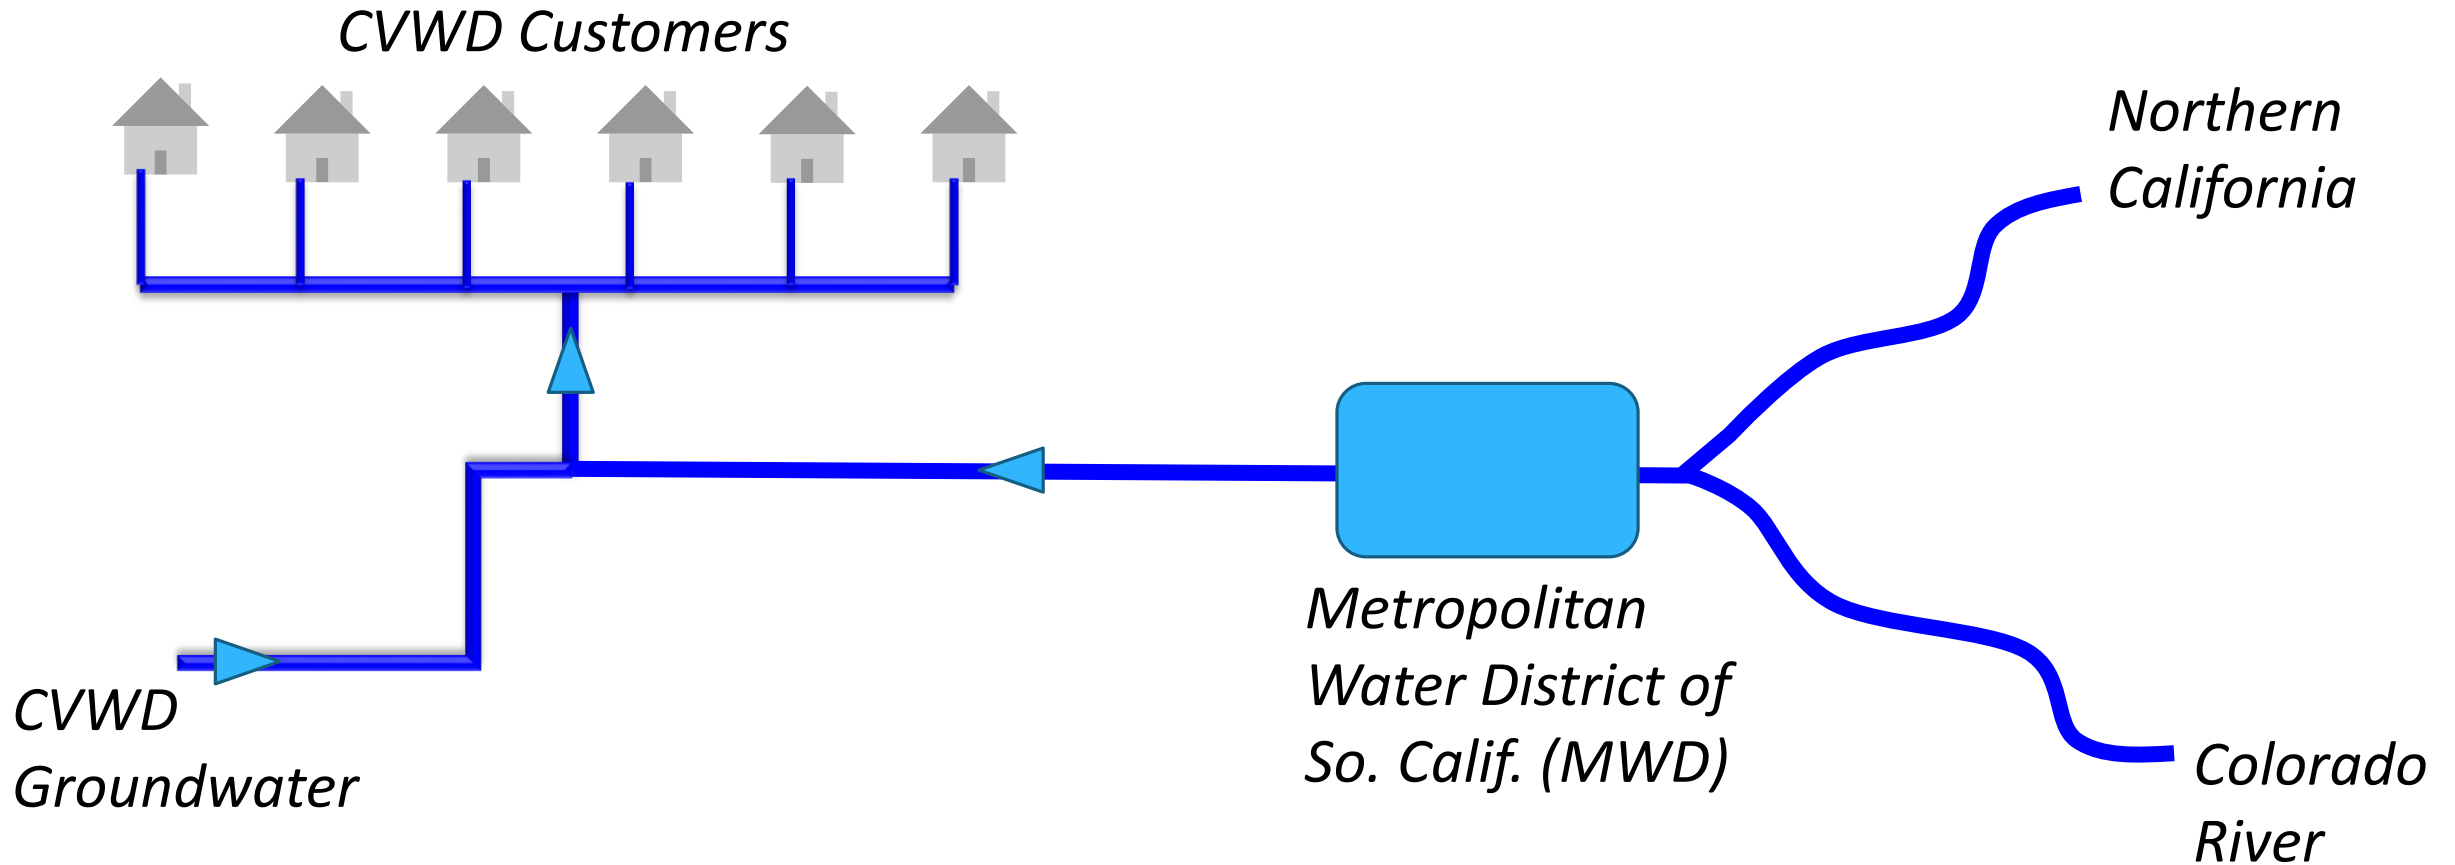 CVWD Customers
Northern
California
Metropolitan
Water District of
So. Calif. (MWD)
CVWD
Groundwater
Colorado
River